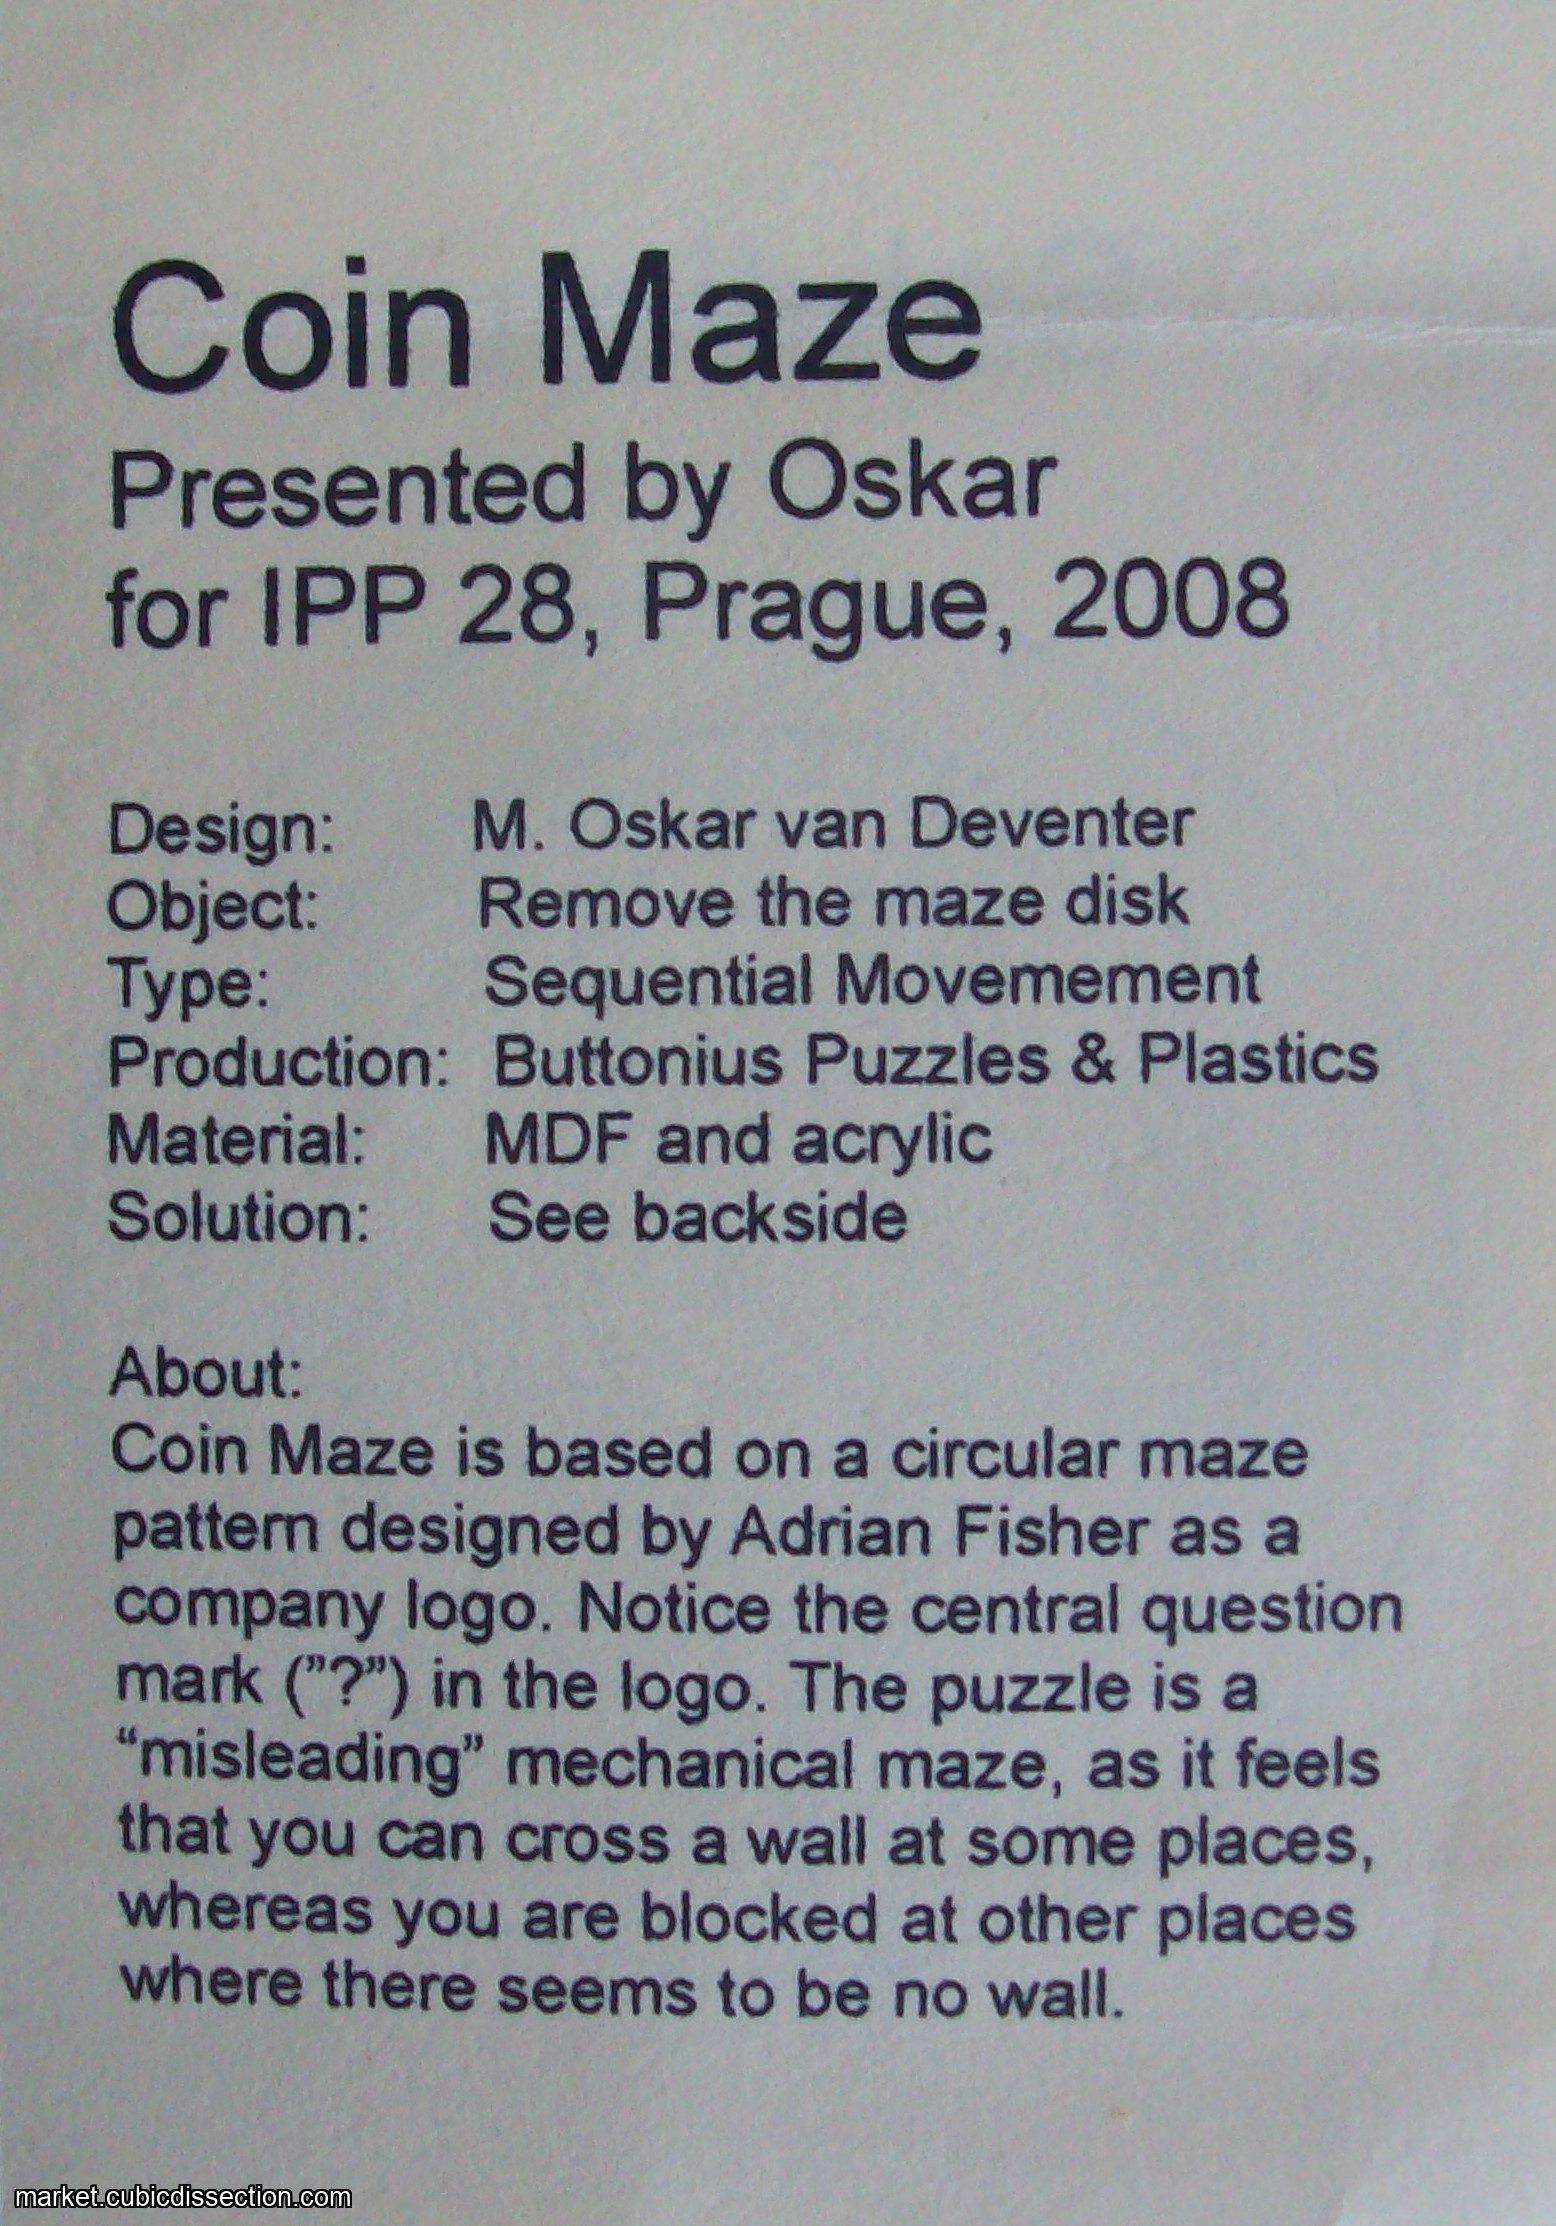 Coin Maze
Presented by Oskar
for IPP 28, Prague, 2008
Design: M. Oskar van Deventer
Object: Remove the maze disk
Type: Sequential Movemement
Production: Buttonius Puzzles & Plastics
Material: MDF and acrylic
Solution: See backside
About:
Coin Maze is based on a circular maze
pattern designed by Adrian Fisher as a
company logo. Notice the central question
mark (”?”) in the logo. The puzzle is a
“misleading” mechanical maze, as it feels
that you can cross a wall at some places,
whereas you are blocked at other places
where there seems to be no wall.
market.cubicdissection.com